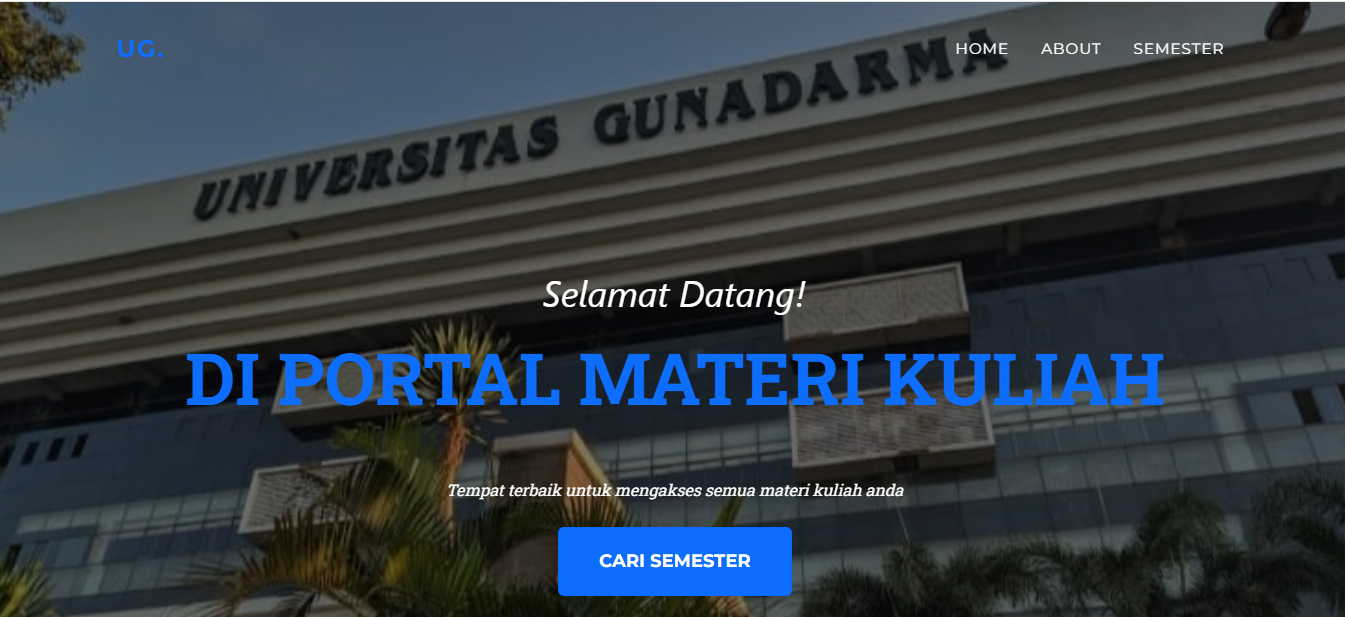 UG.
HOME
ABOUT
SEMESTER
UNIVERSITAS GUNADARMA
Selamat Datang!
DI PORTAL MATERI KULIAH
Tempat terbaik untuk mengakses semua materi kuliah anda
CARI SEMESTER